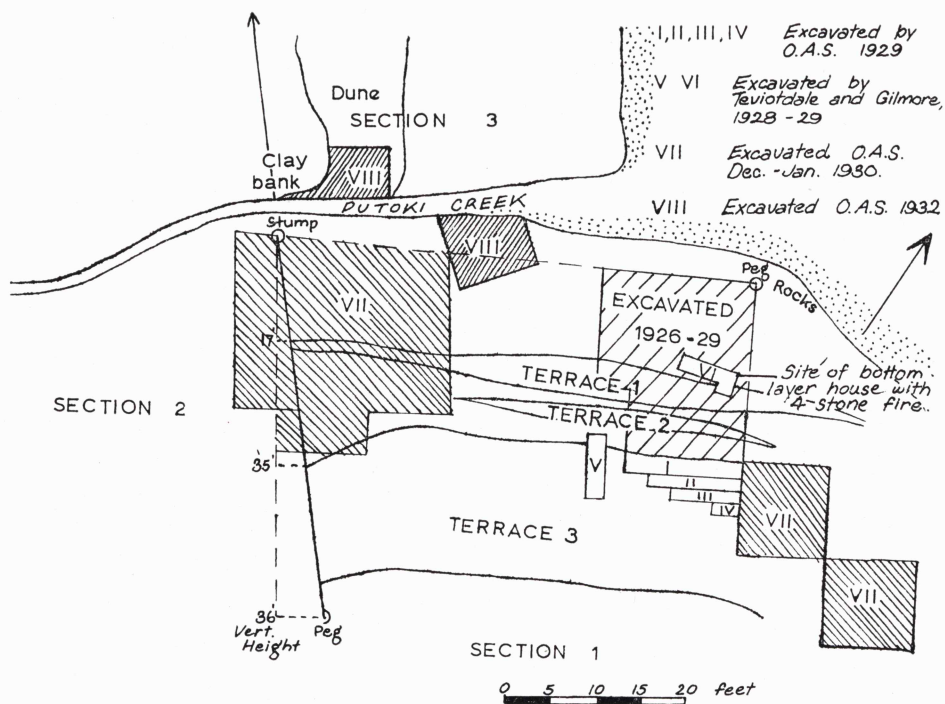 I, II, III, IV Excavated by
O.A.S. 1929
V VI Excavated by
Teviotdale and Gilmore,
1928-29
VII Excavated O.A.S.
Dec.-Jan. 1930.
VIII Excavated O.A.S 1932
Dune
SECTION 3
Clay
bank
VIII
PUTOKI CREEK
Stump
VIII
Peg
Rocks
VII
EXCAVATED
1926-29
17'
VI
Site of bottom
layer house with
4-stone fire.
TERRACE 1
SECTION 2
TERRACE 2
35'
V
I
II
III
IV
VII
TERRACE 3
VII
36'
Vert.
Height
Peg
SECTION 1
0 5 10 15 20 feet